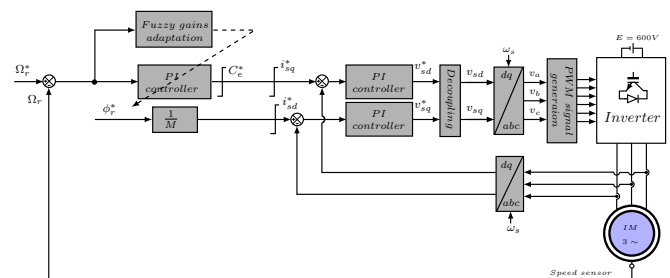 Fuzzy gains
adaptation
E = 600V
Ω*r
PI
controller
C*e
i*sq
PI
controller
v*sd
Decoupling
vsd
ωs
dq
abc
va
vb
vc
PWM signal
generaion
Inverter
Ωr
φ*r
1
M
i*sd
PI
controller
v*sq
vsq
dq
abc
ωs
IM
3 ~
Speed sensor